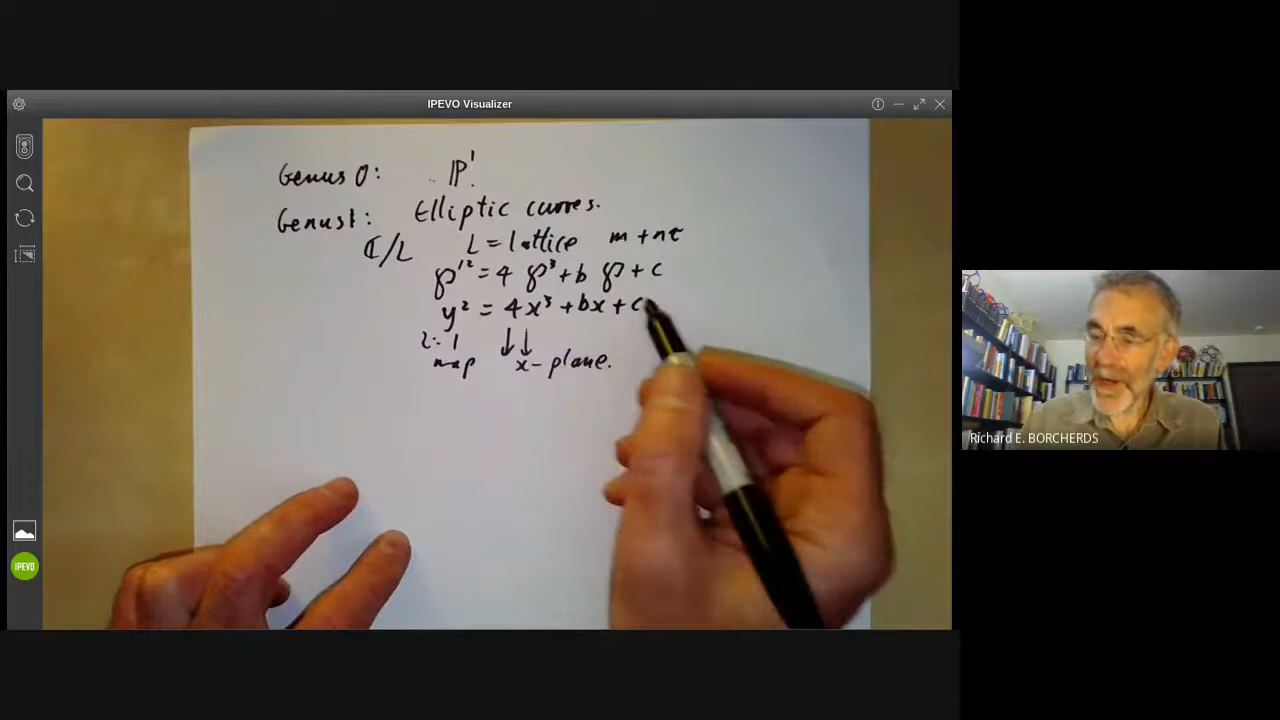 IPEVO Visualizer
Genus 0: ℙ¹.
Genus 1: Elliptic curves.
ℂ/L L = lattice m + nτ
℘'² = 4 ℘³ + b ℘ + c
y² = 4x³ + bx + c
2:1 ↓↓
map x-plane.
Richard E. BORCHERDS
IPEVO